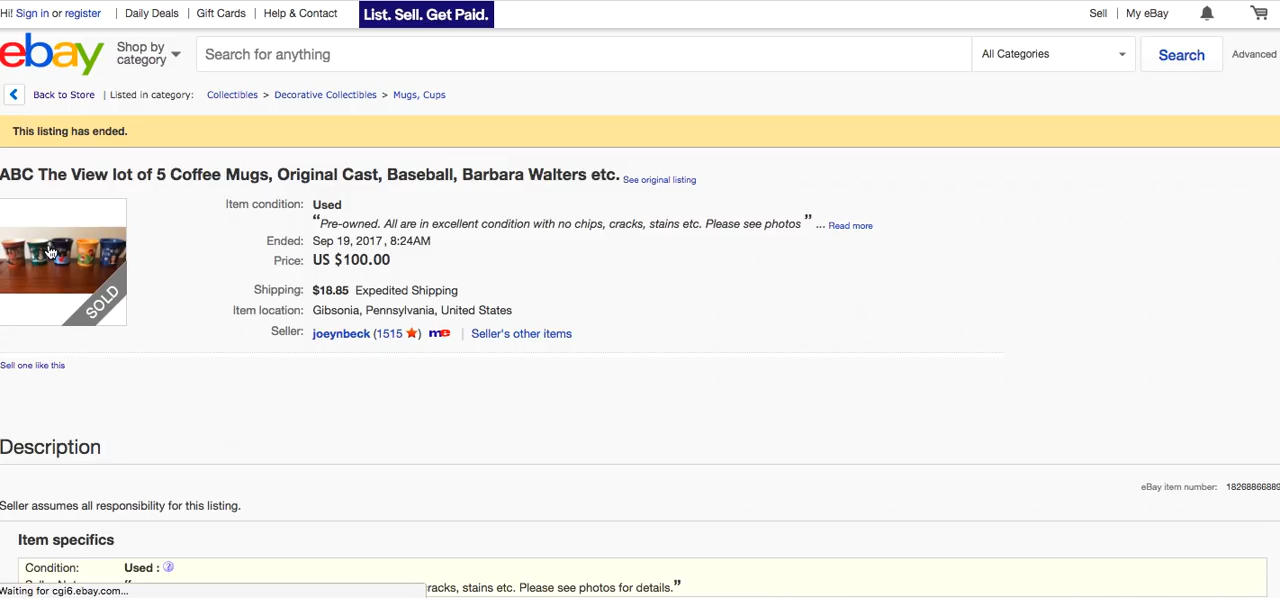 Hi! Sign in or register | Daily Deals | Gift Cards | Help & Contact List. Sell. Get Paid. Sell | My eBay
ebay Shop by category Search for anything All Categories Search Advanced
Back to Store | Listed in category: Collectibles > Decorative Collectibles > Mugs, Cups
This listing has ended.
ABC The View lot of 5 Coffee Mugs, Original Cast, Baseball, Barbara Walters etc. See original listing
Item condition: Used
“Pre-owned. All are in excellent condition with no chips, cracks, stains etc. Please see photos ” ... Read more
Ended: Sep 19, 2017 , 8:24AM
Price: US $100.00
SOLD
Shipping: $18.85 Expedited Shipping
Item location: Gibsonia, Pennsylvania, United States
Seller: joeynbeck (1515 ) me | Seller's other items
Sell one like this
Description
eBay item number: 18268866889
Seller assumes all responsibility for this listing.
Item specifics
Condition: Used :
cracks, stains etc. Please see photos for details.”
Waiting for cgi6.ebay.com...